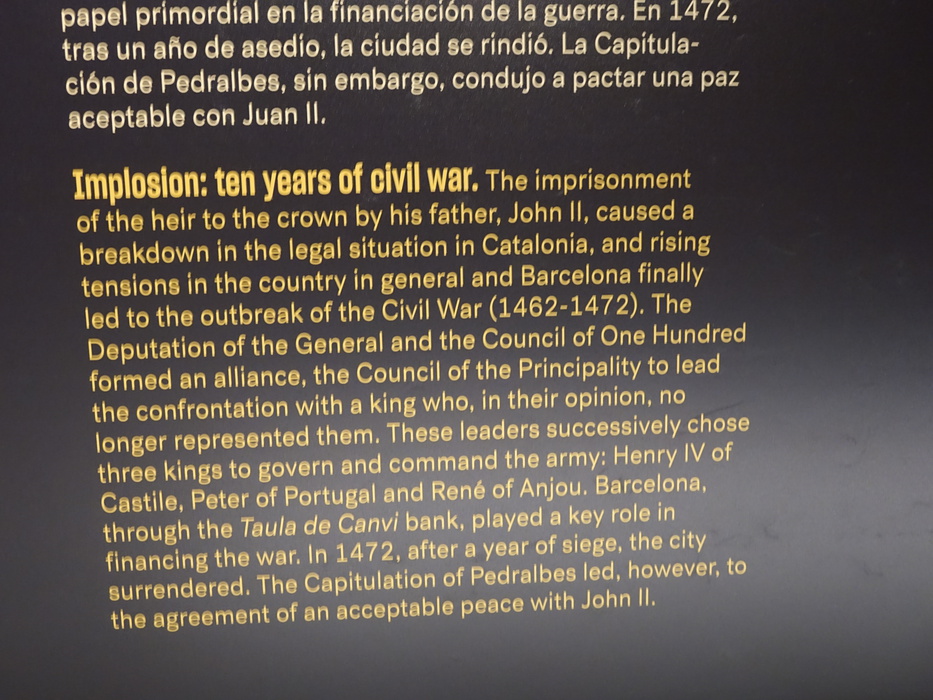 papel primordial en la financiación de la guerra. En 1472,
tras un año de asedio, la ciudad se rindió. La Capitula-
ción de Pedralbes, sin embargo, condujo a pactar una paz
aceptable con Juan II.
Implosion: ten years of civil war. The imprisonment
of the heir to the crown by his father, John II, caused a
breakdown in the legal situation in Catalonia, and rising
tensions in the country in general and Barcelona finally
led to the outbreak of the Civil War (1462-1472). The
Deputation of the General and the Council of One Hundred
formed an alliance, the Council of the Principality to lead
the confrontation with a king who, in their opinion, no
longer represented them. These leaders successively chose
three kings to govern and command the army: Henry IV of
Castile, Peter of Portugal and René of Anjou. Barcelona,
through the Taula de Canvi bank, played a key role in
financing the war. In 1472, after a year of siege, the city
surrendered. The Capitulation of Pedralbes led, however, to
the agreement of an acceptable peace with John II.